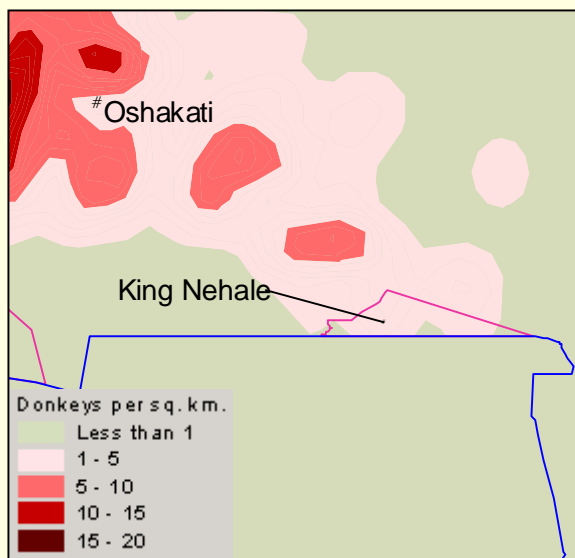 #Oshakati
King Nehale
Donkeys per sq. km.
Less than 1
1 - 5
5 - 10
10 - 15
15 - 20